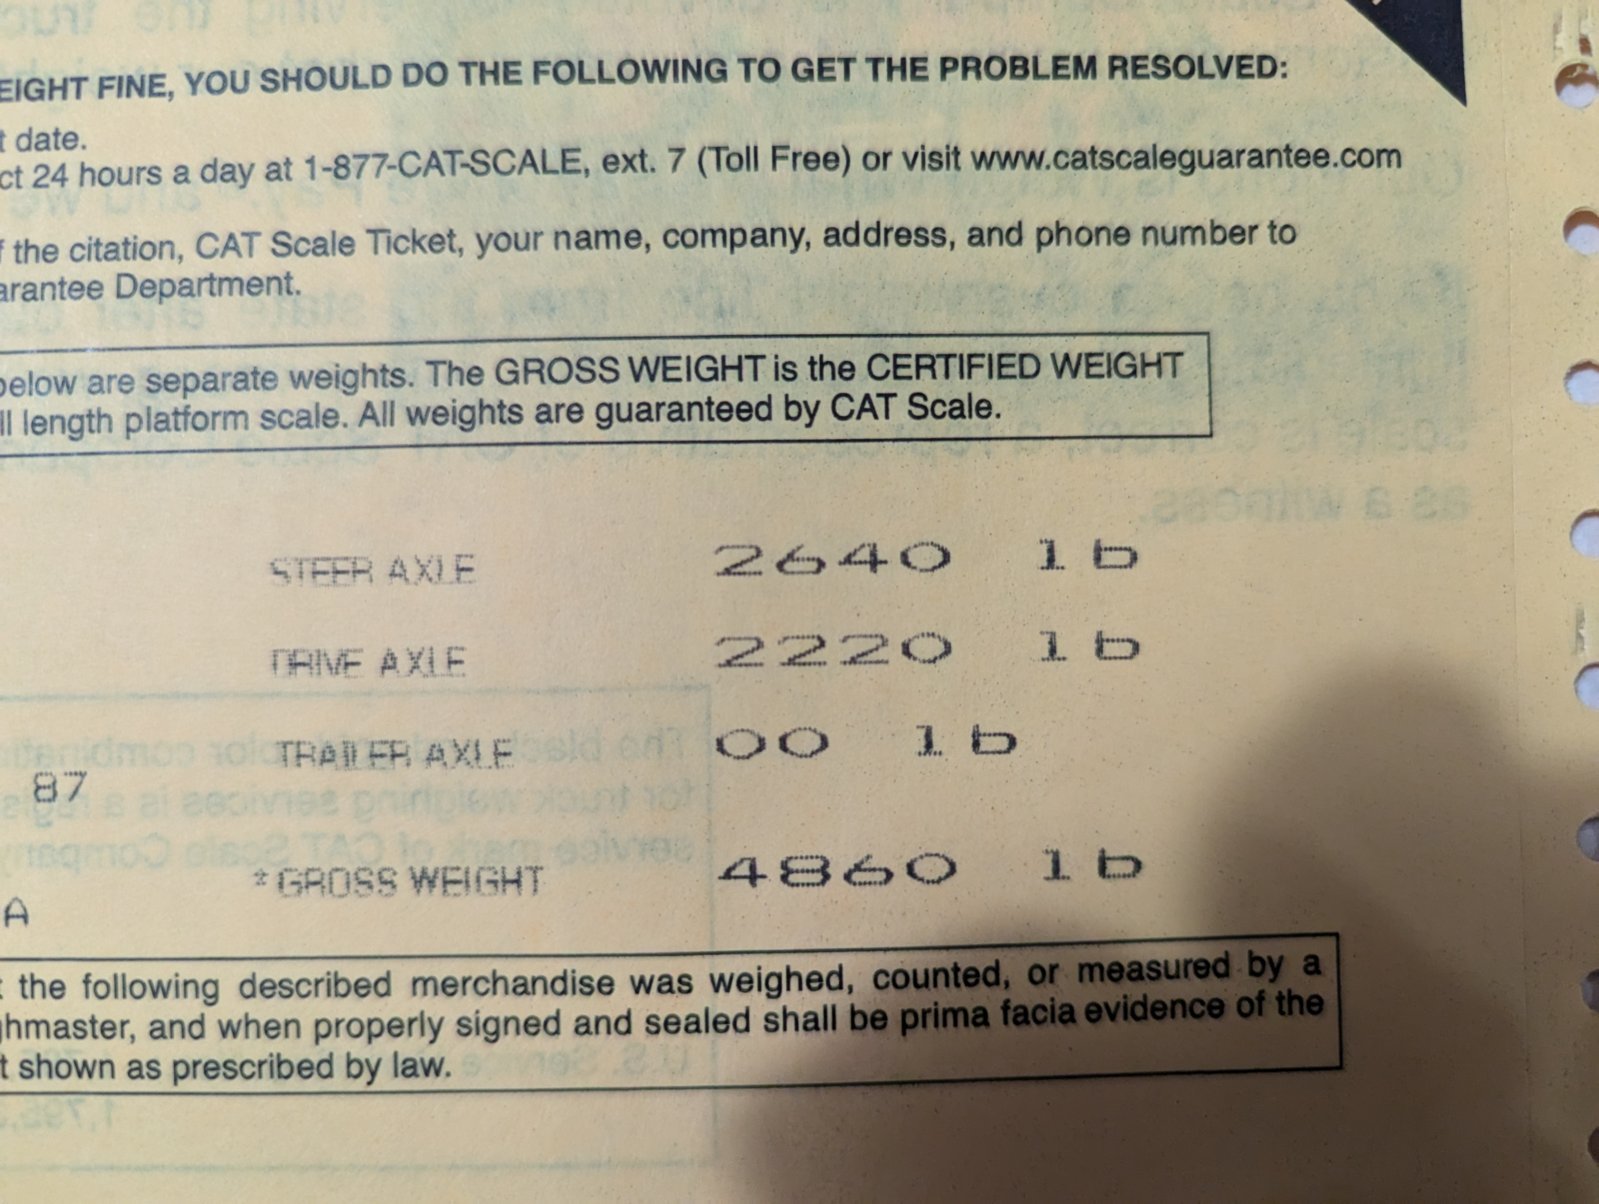 EIGHT FINE, YOU SHOULD DO THE FOLLOWING TO GET THE PROBLEM RESOLVED:
t date.
ct 24 hours a day at 1-877-CAT-SCALE, ext. 7 (Toll Free) or visit www.catscaleguarantee.com
f the citation, CAT Scale Ticket, your name, company, address, and phone number to
arantee Department.
below are separate weights. The GROSS WEIGHT is the CERTIFIED WEIGHT
ll length platform scale. All weights are guaranteed by CAT Scale.
STEER AXLE 2640 lb
DRIVE AXLE 2220 lb
TRAILER AXLE 00 lb
87
* GROSS WEIGHT 4860 lb
A
t the following described merchandise was weighed, counted, or measured by a
ghmaster, and when properly signed and sealed shall be prima facia evidence of the
t shown as prescribed by law.